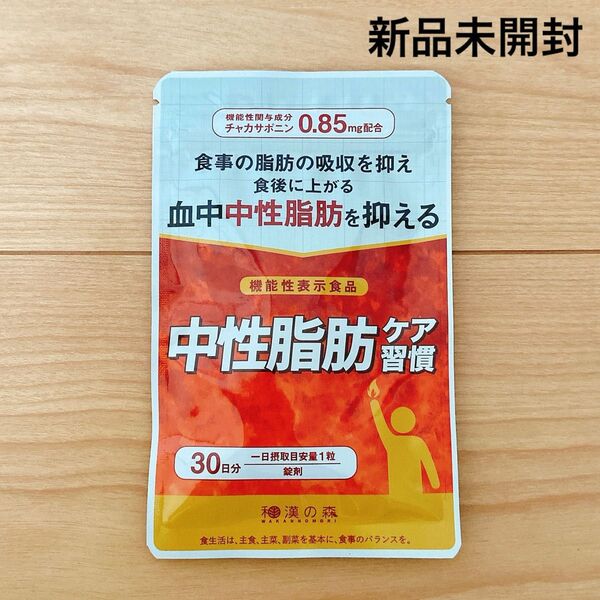 新品未開封
機能性関与成分
チャカサポニン 0.85mg配合
食事の脂肪の吸収を抑え
食後に上がる
血中中性脂肪を抑える
機能性表示食品
中性脂肪ケア習慣
30日分 一日摂取目安量1粒
錠剤
和漢の森
WAKANNOMORI
食生活は、主食、主菜、副菜を基本に、食事のバランスを。